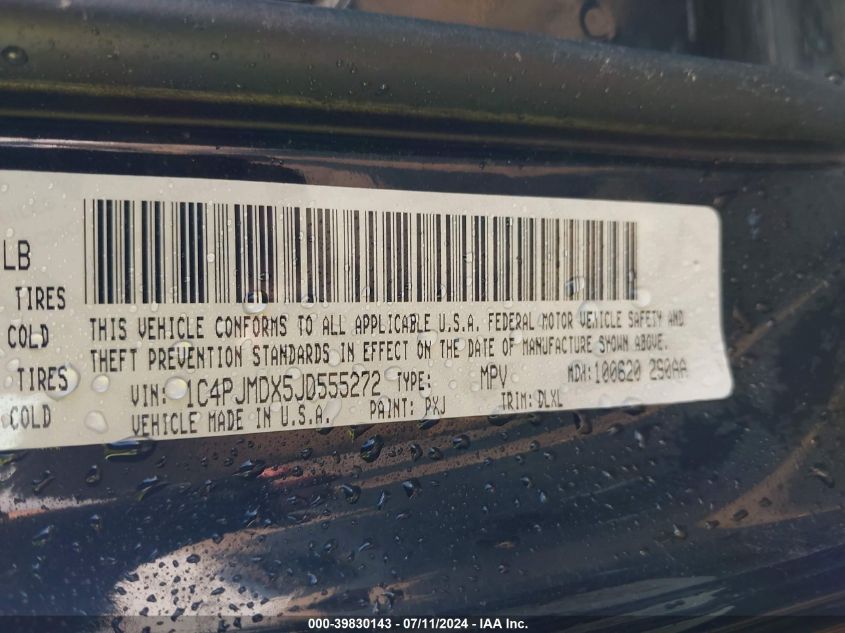 LB
TIRES
COLD
TIRES
COLD
THIS VEHICLE CONFORMS TO ALL APPLICABLE U.S.A. FEDERAL MOTOR VEHICLE SAFETY AND
THEFT PREVENTION STANDARDS IN EFFECT ON THE DATE OF MANUFACTURE SHOWN ABOVE.
VIN: 1C4PJMDX5JD555272 TYPE: MPV MDH:100620 290AA
VEHICLE MADE IN U.S.A. PAINT: PXJ TRIM: DLXL
000-39830143 - 07/11/2024 - IAA Inc.